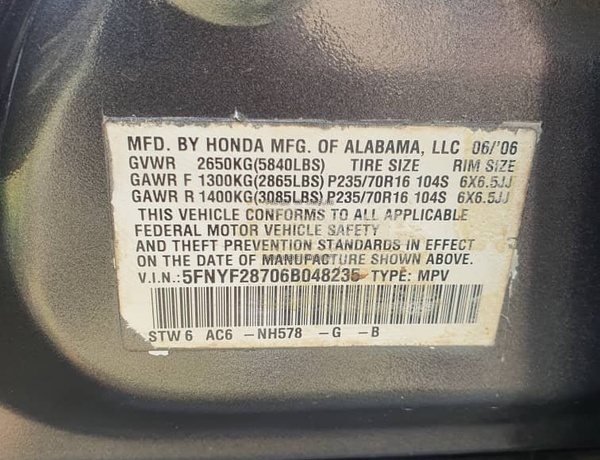 MFD. BY HONDA MFG. OF ALABAMA, LLC 06/'06
GVWR 2650KG(5840LBS) TIRE SIZE RIM SIZE
GAWR F 1300KG(2865LBS) P235/70R16 104S 6X6.5JJ
GAWR R 1400KG(3085LBS) P235/70R16 104S 6X6.5JJ
THIS VEHICLE CONFORMS TO ALL APPLICABLE
FEDERAL MOTOR VEHICLE SAFETY
AND THEFT PREVENTION STANDARDS IN EFFECT
ON THE DATE OF MANUFACTURE SHOWN ABOVE.
V.I.N.: 5FNYF28706B048235 TYPE: MPV
STW6 AC6 -NH578 -G -B